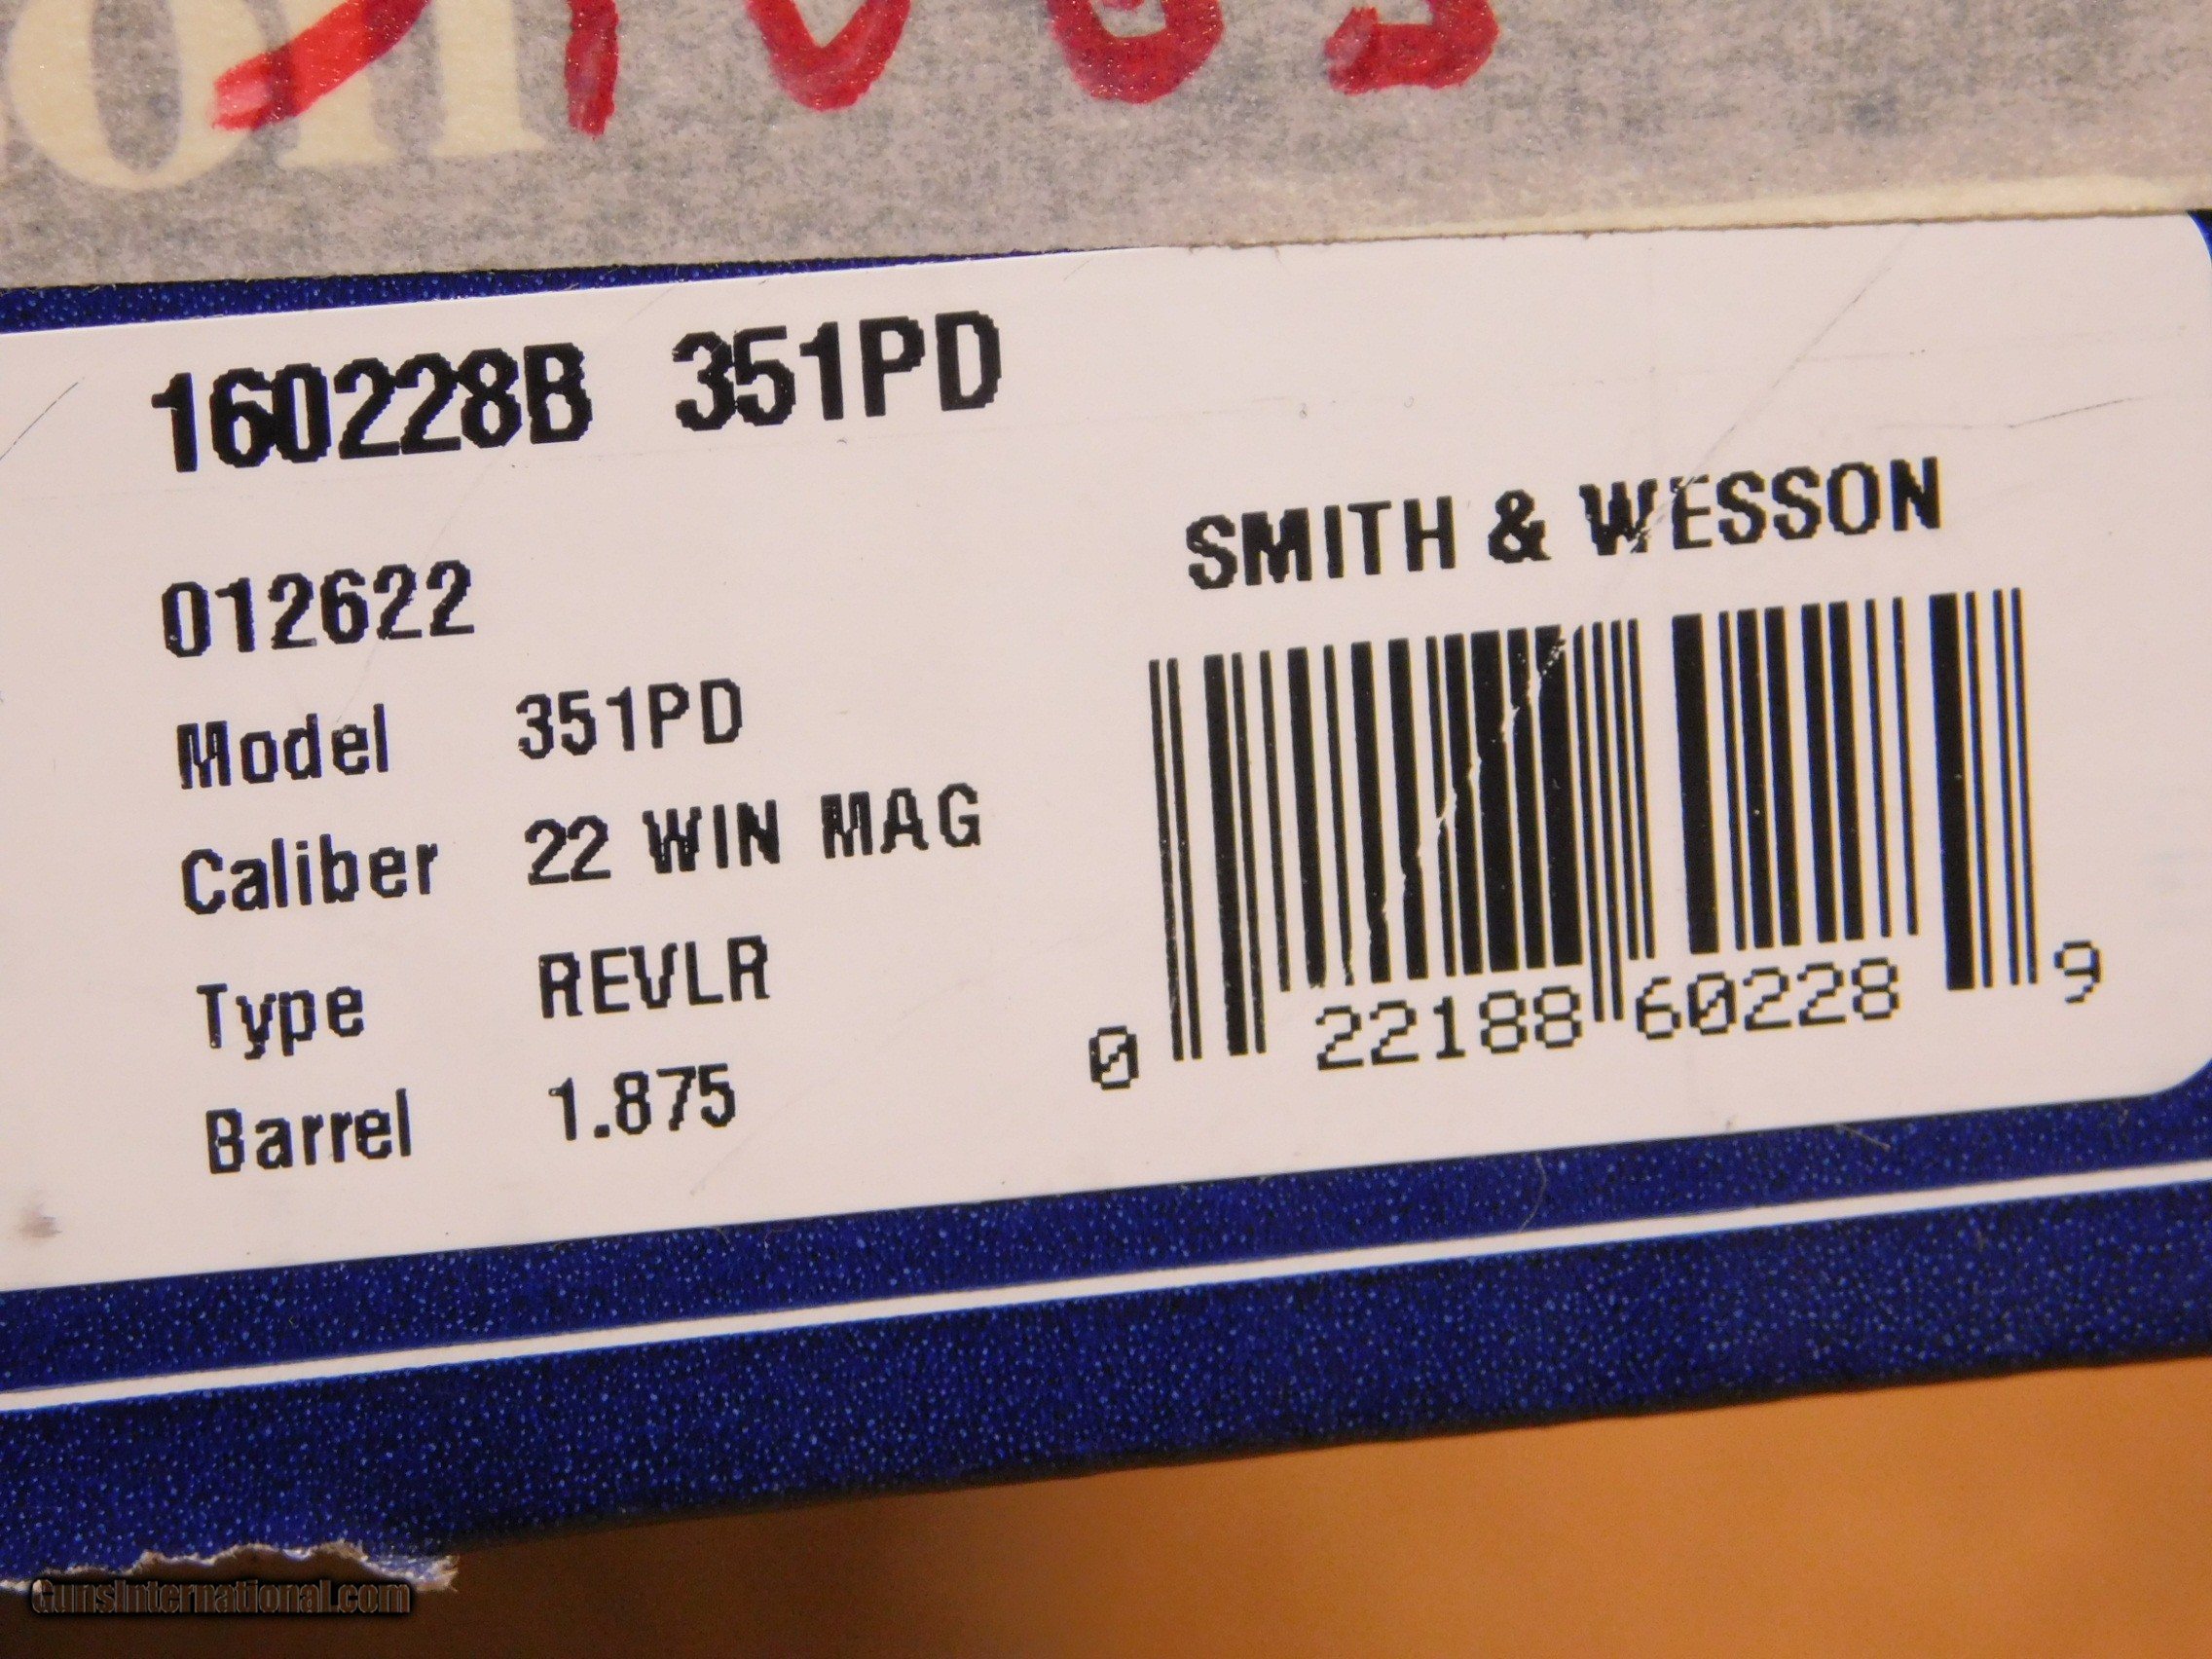 160228B 351PD
012622
Model 351PD
Caliber 22 WIN MAG
Type REVLR
Barrel 1.875
SMITH & WESSON
0 22188 60228 9
GunsInternational.com